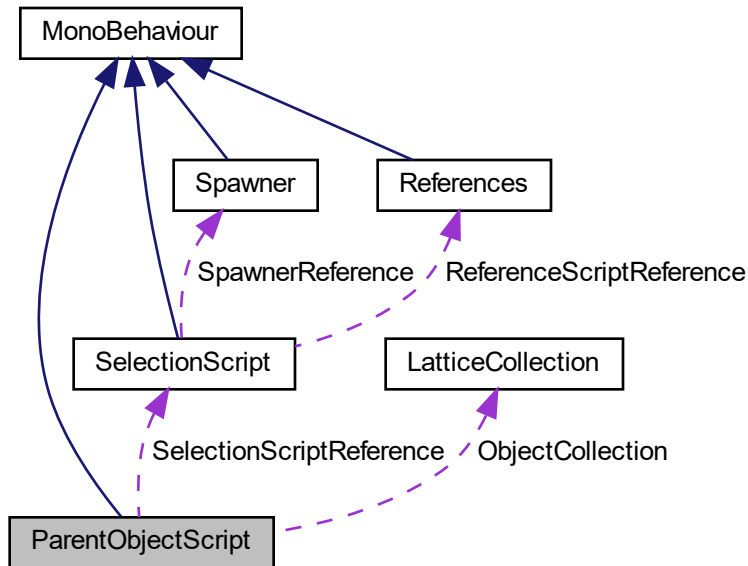 MonoBehaviour
Spawner
References
SpawnerReference
ReferenceScriptReference
SelectionScript
LatticeCollection
SelectionScriptReference
ObjectCollection
ParentObjectScript